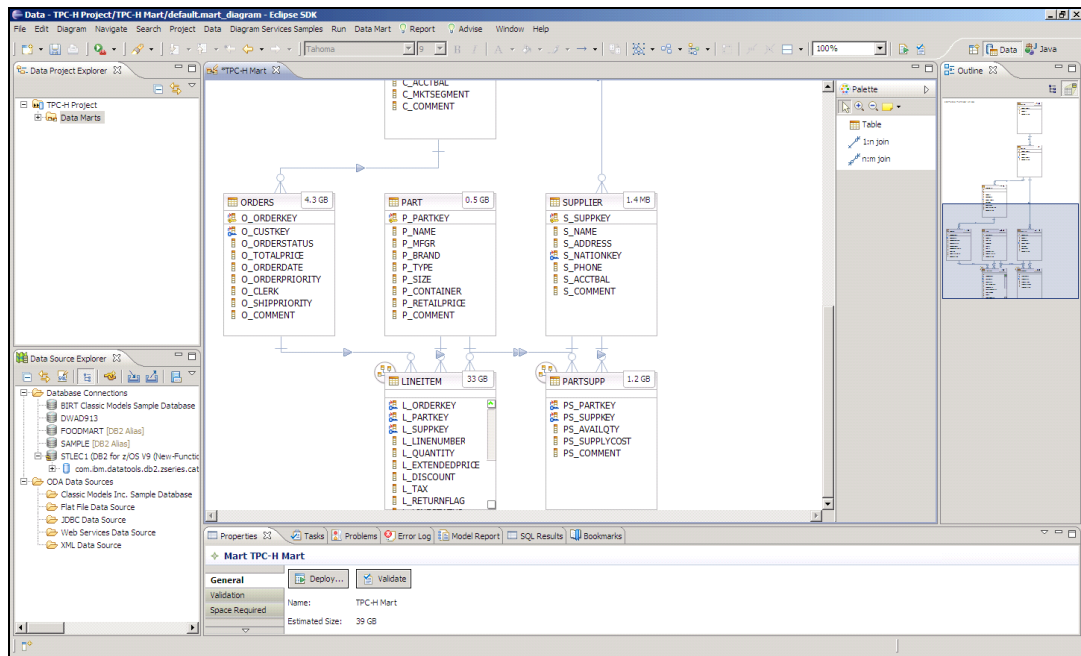 Data - TPC-H Project/TPC-H Mart/default.mart_diagram - Eclipse SDK
File Edit Diagram Navigate Search Project Data Diagram Services Samples Run Data Mart Report Advise Window Help
Tahoma 9 B I A 100% Data Java
Data Project Explorer
TPC-H Project
Data Marts
*TPC-H Mart
C_ACCTBAL
C_MKTSEGMENT
C_COMMENT
ORDERS 4.3 GB
O_ORDERKEY
O_CUSTKEY
O_ORDERSTATUS
O_TOTALPRICE
O_ORDERDATE
O_ORDERPRIORITY
O_CLERK
O_SHIPPRIORITY
O_COMMENT
PART 0.5 GB
P_PARTKEY
P_NAME
P_MFGR
P_BRAND
P_TYPE
P_SIZE
P_CONTAINER
P_RETAILPRICE
P_COMMENT
SUPPLIER 1.4 MB
S_SUPPKEY
S_NAME
S_ADDRESS
S_NATIONKEY
S_PHONE
S_ACCTBAL
S_COMMENT
LINEITEM 33 GB
L_ORDERKEY
L_PARTKEY
L_SUPPKEY
L_LINENUMBER
L_QUANTITY
L_EXTENDEDPRICE
L_DISCOUNT
L_TAX
L_RETURNFLAG
PARTSUPP 1.2 GB
PS_PARTKEY
PS_SUPPKEY
PS_AVAILQTY
PS_SUPPLYCOST
PS_COMMENT
Palette
Table
1:n join
n:m join
Outline
Data Source Explorer
Database Connections
BIRT Classic Models Sample Database
DWAD913
FOODMART [DB2 Alias]
SAMPLE [DB2 Alias]
STLEC1 (DB2 for z/OS V9 (New-Functic
com.ibm.datatools.db2.zseries.cat
ODA Data Sources
Classic Models Inc. Sample Database
Flat File Data Source
JDBC Data Source
Web Services Data Source
XML Data Source
Properties Tasks Problems Error Log Model Report SQL Results Bookmarks
Mart TPC-H Mart
General
Validation
Space Required
Deploy... Validate
Name: TPC-H Mart
Estimated Size: 39 GB